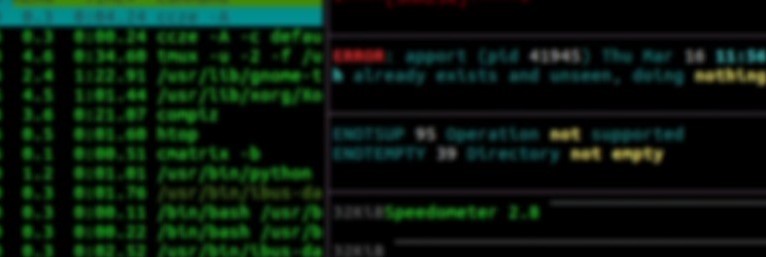 0.3 0:04.24 ccze -A
0.3 0:00.24 ccze -A -c defau
4.6 0:34.60 tmux -u -2 -f /u
2.4 1:22.91 /usr/lib/gnome-t
4.5 1:01.44 /usr/lib/xorg/Xo
3.6 0:21.07 compiz
0.5 0:01.60 htop
0.1 0:00.51 cmatrix -b
1.2 0:01.01 /usr/bin/python
0.3 0:01.76 /usr/bin/ibus-da
0.3 0:00.11 /bin/bash /usr/b
0.3 0:00.22 /bin/bash /usr/b
0.3 0:02.52 /usr/bin/ibus-da
ERROR: apport (pid 41945) Thu Mar 16 11:50
h already exists and unseen, doing nothing
ENOTSUP 95 Operation not supported
ENOTEMPTY 39 Directory not empty
32KiB Speedometer 2.8
32KiB